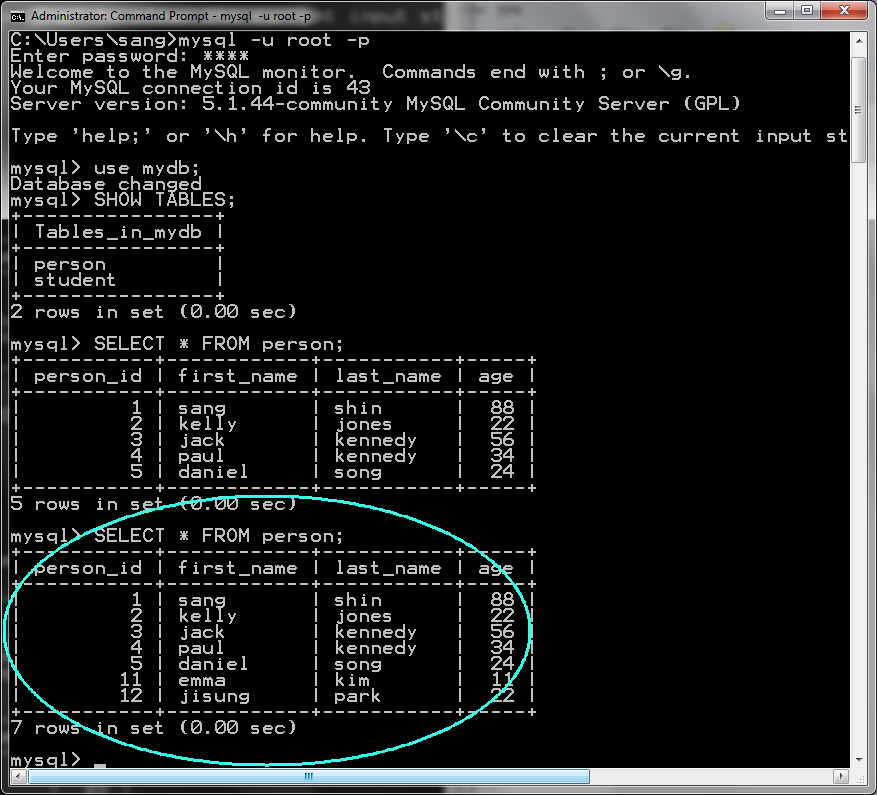 Administrator: Command Prompt - mysql -u root -p
C:\Users\sang>mysql -u root -p
Enter password: ****
Welcome to the MySQL monitor.  Commands end with ; or \g.
Your MySQL connection id is 43
Server version: 5.1.44-community MySQL Community Server (GPL)
Type 'help;' or '\h' for help. Type '\c' to clear the current input st
mysql> use mydb;
Database changed
mysql> SHOW TABLES;
+-----------------+
| Tables_in_mydb |
+-----------------+
| person         |
| student        |
+-----------------+
2 rows in set (0.00 sec)
mysql> SELECT * FROM person;
+-----------+------------+-----------+------+
| person_id | first_name | last_name | age  |
+-----------+------------+-----------+------+
|         1 | sang       | shin      |   88 |
|         2 | kelly      | jones     |   22 |
|         3 | jack       | kennedy   |   56 |
|         4 | paul       | kennedy   |   34 |
|         5 | daniel     | song      |   24 |
+-----------+------------+-----------+------+
5 rows in set (0.00 sec)
mysql> SELECT * FROM person;
+-----------+------------+-----------+------+
| person_id | first_name | last_name | age  |
+-----------+------------+-----------+------+
|         1 | sang       | shin      |   88 |
|         2 | kelly      | jones     |   22 |
|         3 | jack       | kennedy   |   56 |
|         4 | paul       | kennedy   |   34 |
|         5 | daniel     | song      |   24 |
|        11 | emma       | kim       |   11 |
|        12 | jisung     | park      |   22 |
+-----------+------------+-----------+------+
7 rows in set (0.00 sec)
mysql> _